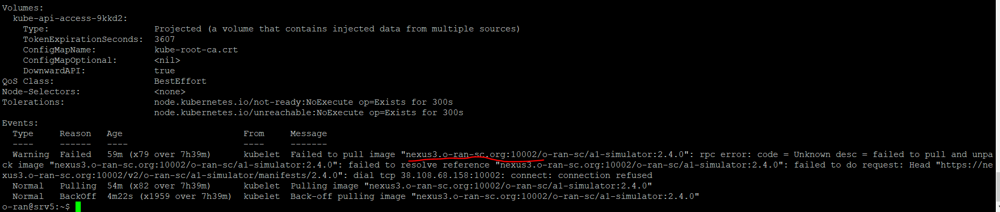 Volumes:
kube-api-access-9kkd2:
Type: Projected (a volume that contains injected data from multiple sources)
TokenExpirationSeconds: 3607
ConfigMapName: kube-root-ca.crt
ConfigMapOptional: <nil>
DownwardAPI: true
QoS Class: BestEffort
Node-Selectors: <none>
Tolerations: node.kubernetes.io/not-ready:NoExecute op=Exists for 300s
node.kubernetes.io/unreachable:NoExecute op=Exists for 300s
Events:
Type Reason Age From Message
---- ------ ---- ---- -------
Warning Failed 59m (x79 over 7h39m) kubelet Failed to pull image "nexus3.o-ran-sc.org:10002/o-ran-sc/a1-simulator:2.4.0": rpc error: code = Unknown desc = failed to pull and unpa
ck image "nexus3.o-ran-sc.org:10002/o-ran-sc/a1-simulator:2.4.0": failed to resolve reference "nexus3.o-ran-sc.org:10002/o-ran-sc/a1-simulator:2.4.0": failed to do request: Head "https://ne
xus3.o-ran-sc.org:10002/v2/o-ran-sc/a1-simulator/manifests/2.4.0": dial tcp 38.108.68.158:10002: connect: connection refused
Normal Pulling 54m (x82 over 7h39m) kubelet Pulling image "nexus3.o-ran-sc.org:10002/o-ran-sc/a1-simulator:2.4.0"
Normal BackOff 4m22s (x1959 over 7h39m) kubelet Back-off pulling image "nexus3.o-ran-sc.org:10002/o-ran-sc/a1-simulator:2.4.0"
o-ran@srv5:~$